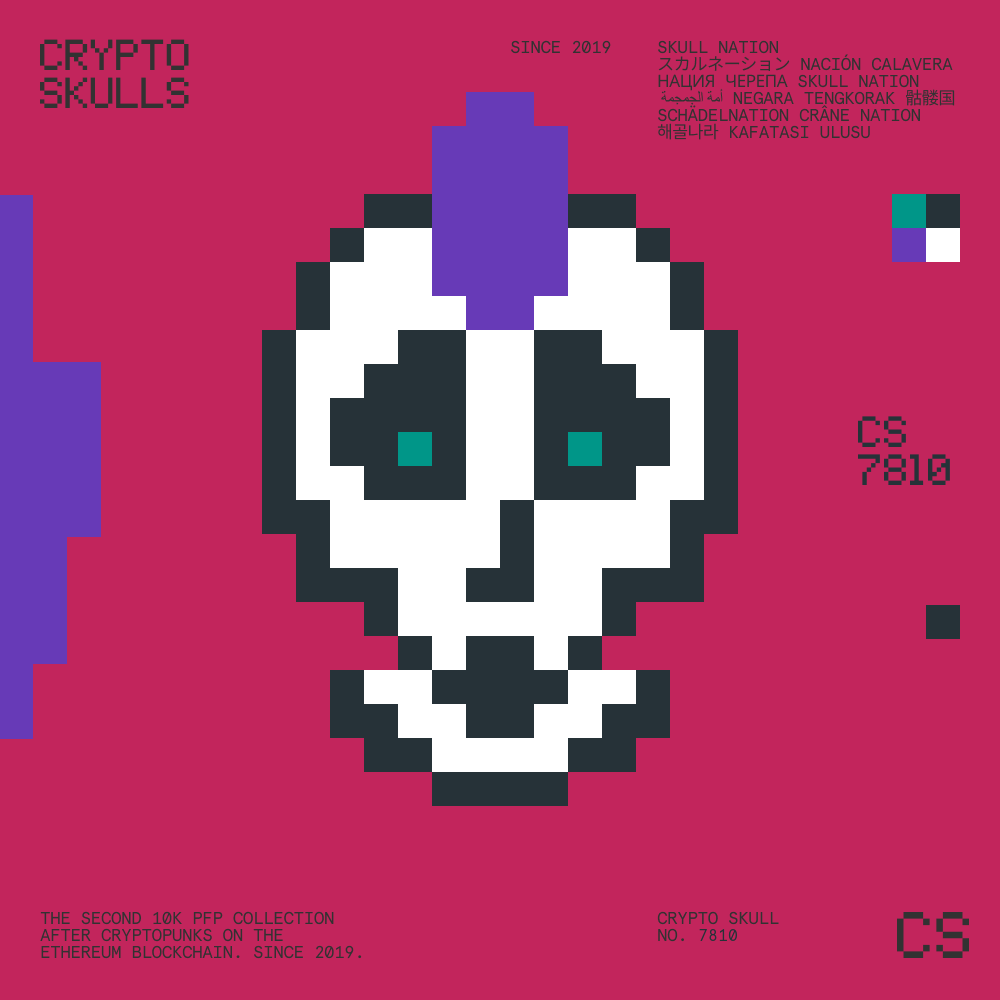 CRYPTO
SKULLS
SINCE 2019
SKULL NATION
スカルネーション NACIÓN CALAVERA
НАЦИЯ ЧЕРЕПА SKULL NATION
أمة الجمجمة NEGARA TENGKORAK 骷髅国
SCHÄDELNATION CRÂNE NATION
해골나라 KAFATASI ULUSU
CS
7810
THE SECOND 10K PFP COLLECTION
AFTER CRYPTOPUNKS ON THE
ETHEREUM BLOCKCHAIN. SINCE 2019.
CRYPTO SKULL
NO. 7810
CS